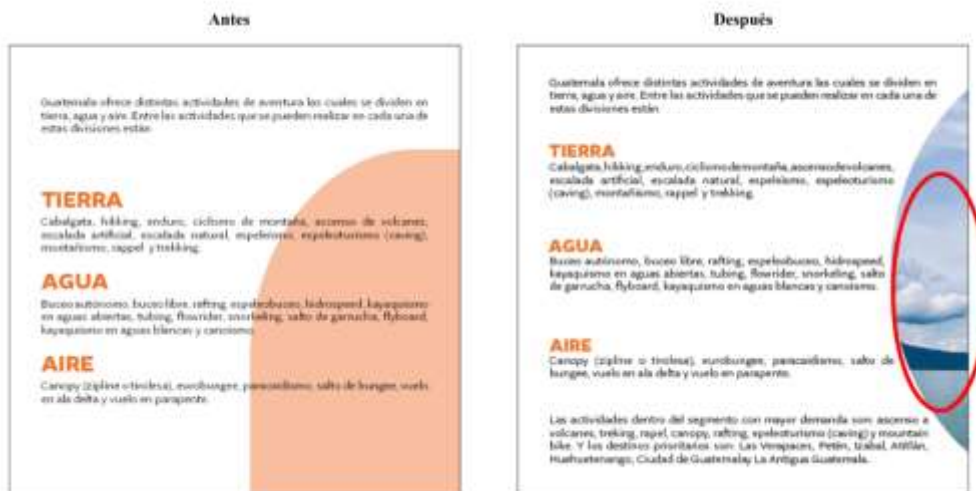 Antes
Guatemala ofrece distintas actividades de aventura las cuales se dividen en
tierra, agua y aire. Entre las actividades que se pueden realizar en cada una de
estas divisiones están:
TIERRA
Cabalgata, hikking, enduro, ciclismo de montaña, ascenso de volcanes,
escalada artificial, escalada natural, espeleismo, espeleoturismo (caving),
montañismo, rappel y trekking.
AGUA
Buceo autónomo, buceo libre, rafting, espeleobuceo, hidrospeed, kayaquismo
en aguas abiertas, tubing, flowrider, snorkeling, salto de garrucha, flyboard,
kayaquismo en aguas blancas y canoismo.
AIRE
Canopy (zipline o tirolesa), eurobungee, paracaidismo, salto de bungee, vuelo
en ala delta y vuelo en parapente.
Después
Guatemala ofrece distintas actividades de aventura las cuales se dividen en
tierra, agua y aire. Entre las actividades que se pueden realizar en cada una de
estas divisiones están:
TIERRA
Cabalgata, hikking, enduro, ciclismo de montaña, ascenso de volcanes,
escalada artificial, escalada natural, espeleismo, espeleoturismo
(caving), montañismo, rappel y trekking.
AGUA
Buceo autónomo, buceo libre, rafting, espeleobuceo, hidrospeed,
kayaquismo en aguas abiertas, tubing, flowrider, snorkeling, salto
de garrucha, flyboard, kayaquismo en aguas blancas y canoismo.
AIRE
Canopy (zipline o tirolesa), eurobungee, paracaidismo, salto de
bungee, vuelo en ala delta y vuelo en parapente.
Las actividades dentro del segmento con mayor demanda son: ascenso a
volcanes, treking, rapel, canopy, rafting, epeleoturismo (caving) y mountain
bike. Y los destinos prioritarios son: Las Verapaces, Petén, Izabal, Atitlán,
Huehuetenango, Ciudad de Guatemala y La Antigua Guatemala.